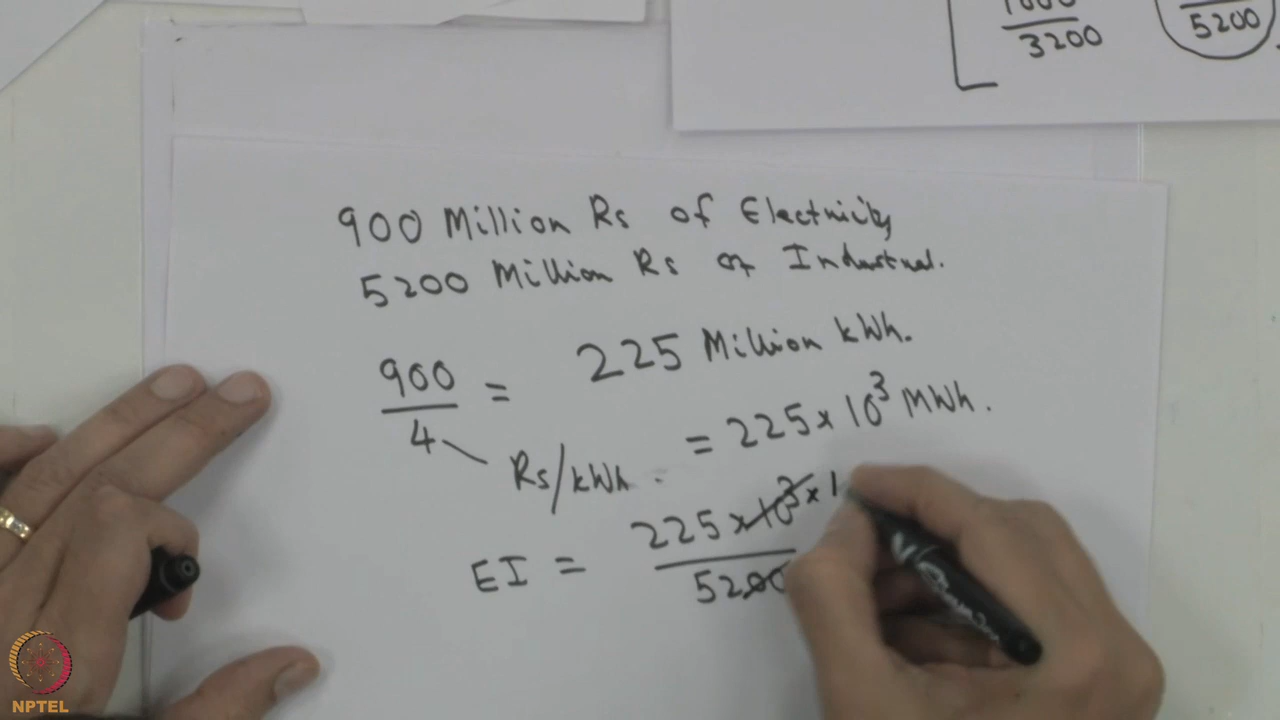 1000
3200
5200
900 Million Rs of Electricity
5200 Million Rs of Industrial.
900 / 4 = 225 Million kWh.
Rs/kWh.
= 225 x 10³ MWh.
EI = 225 x 10³ x 1
5200
NPTEL